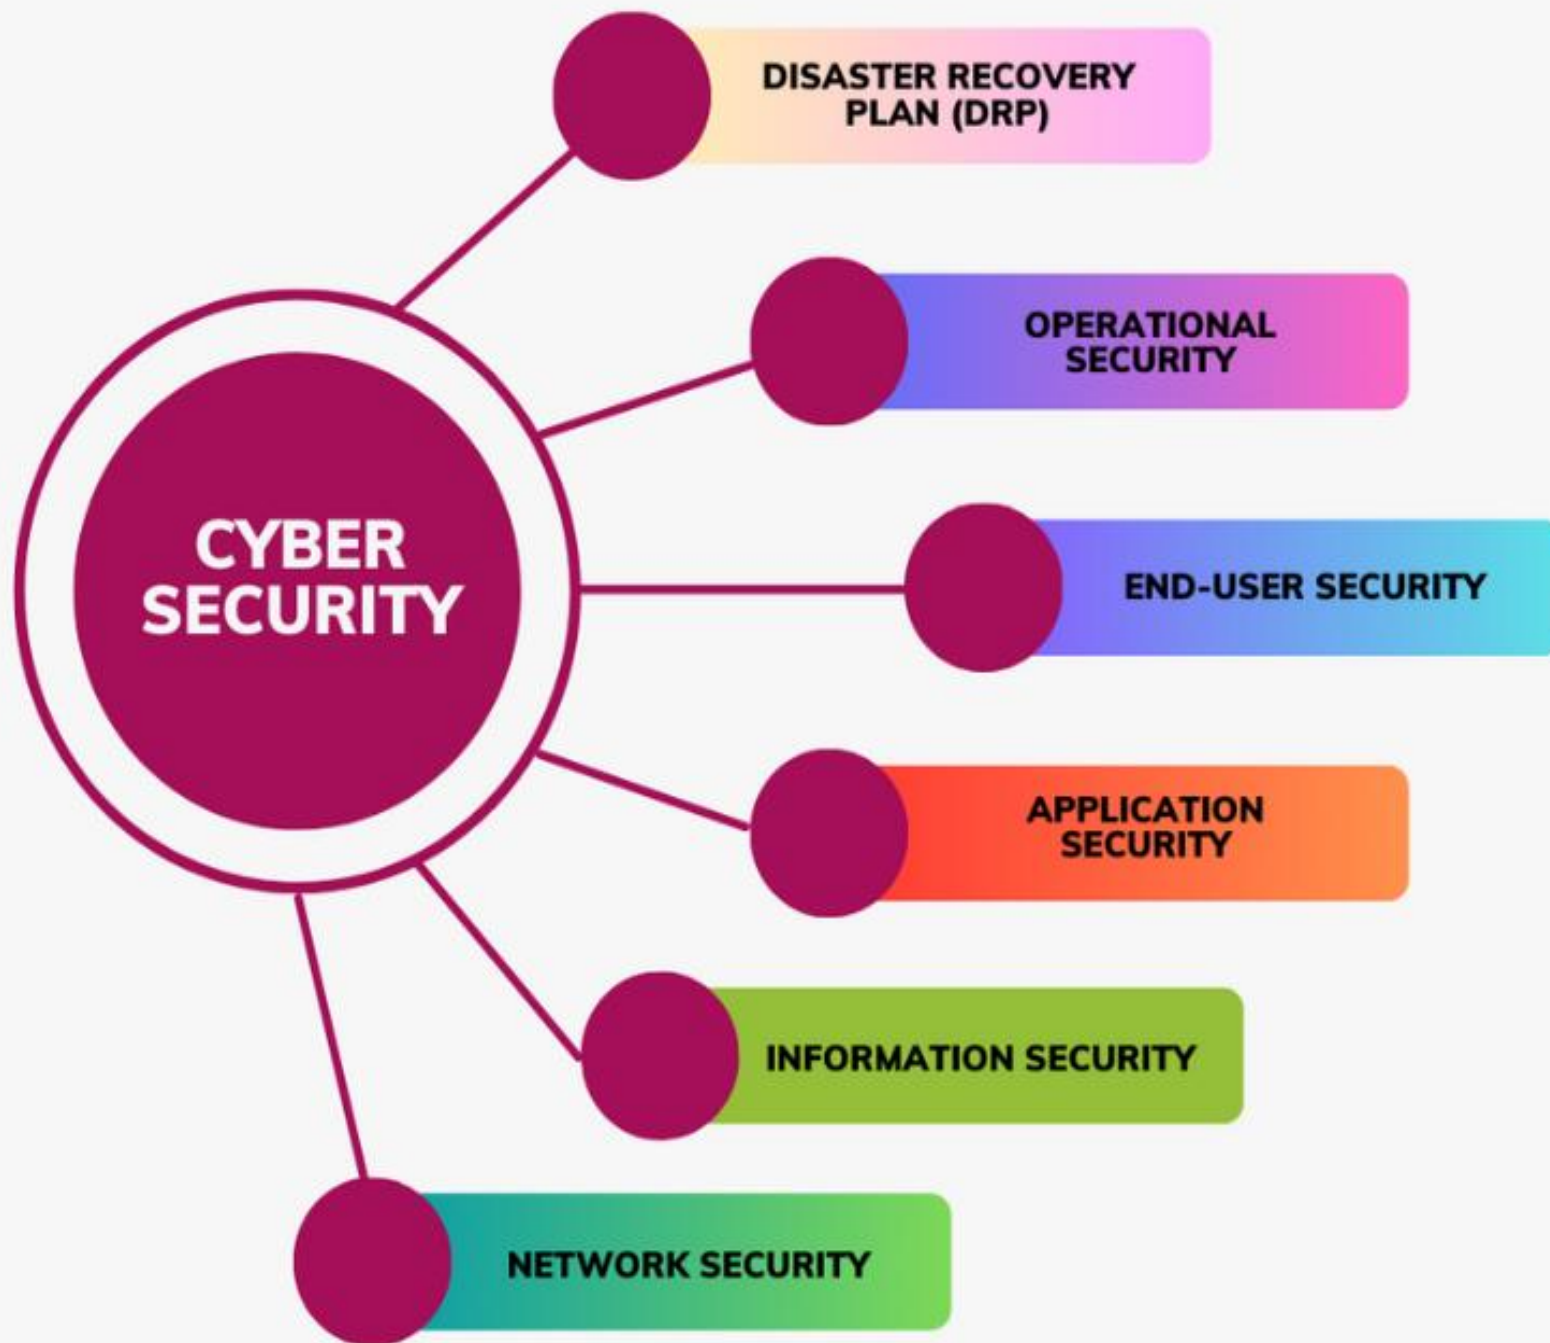 DISASTER RECOVERY
PLAN (DRP)
OPERATIONAL
SECURITY
CYBER
SECURITY
END-USER SECURITY
APPLICATION
SECURITY
INFORMATION SECURITY
NETWORK SECURITY